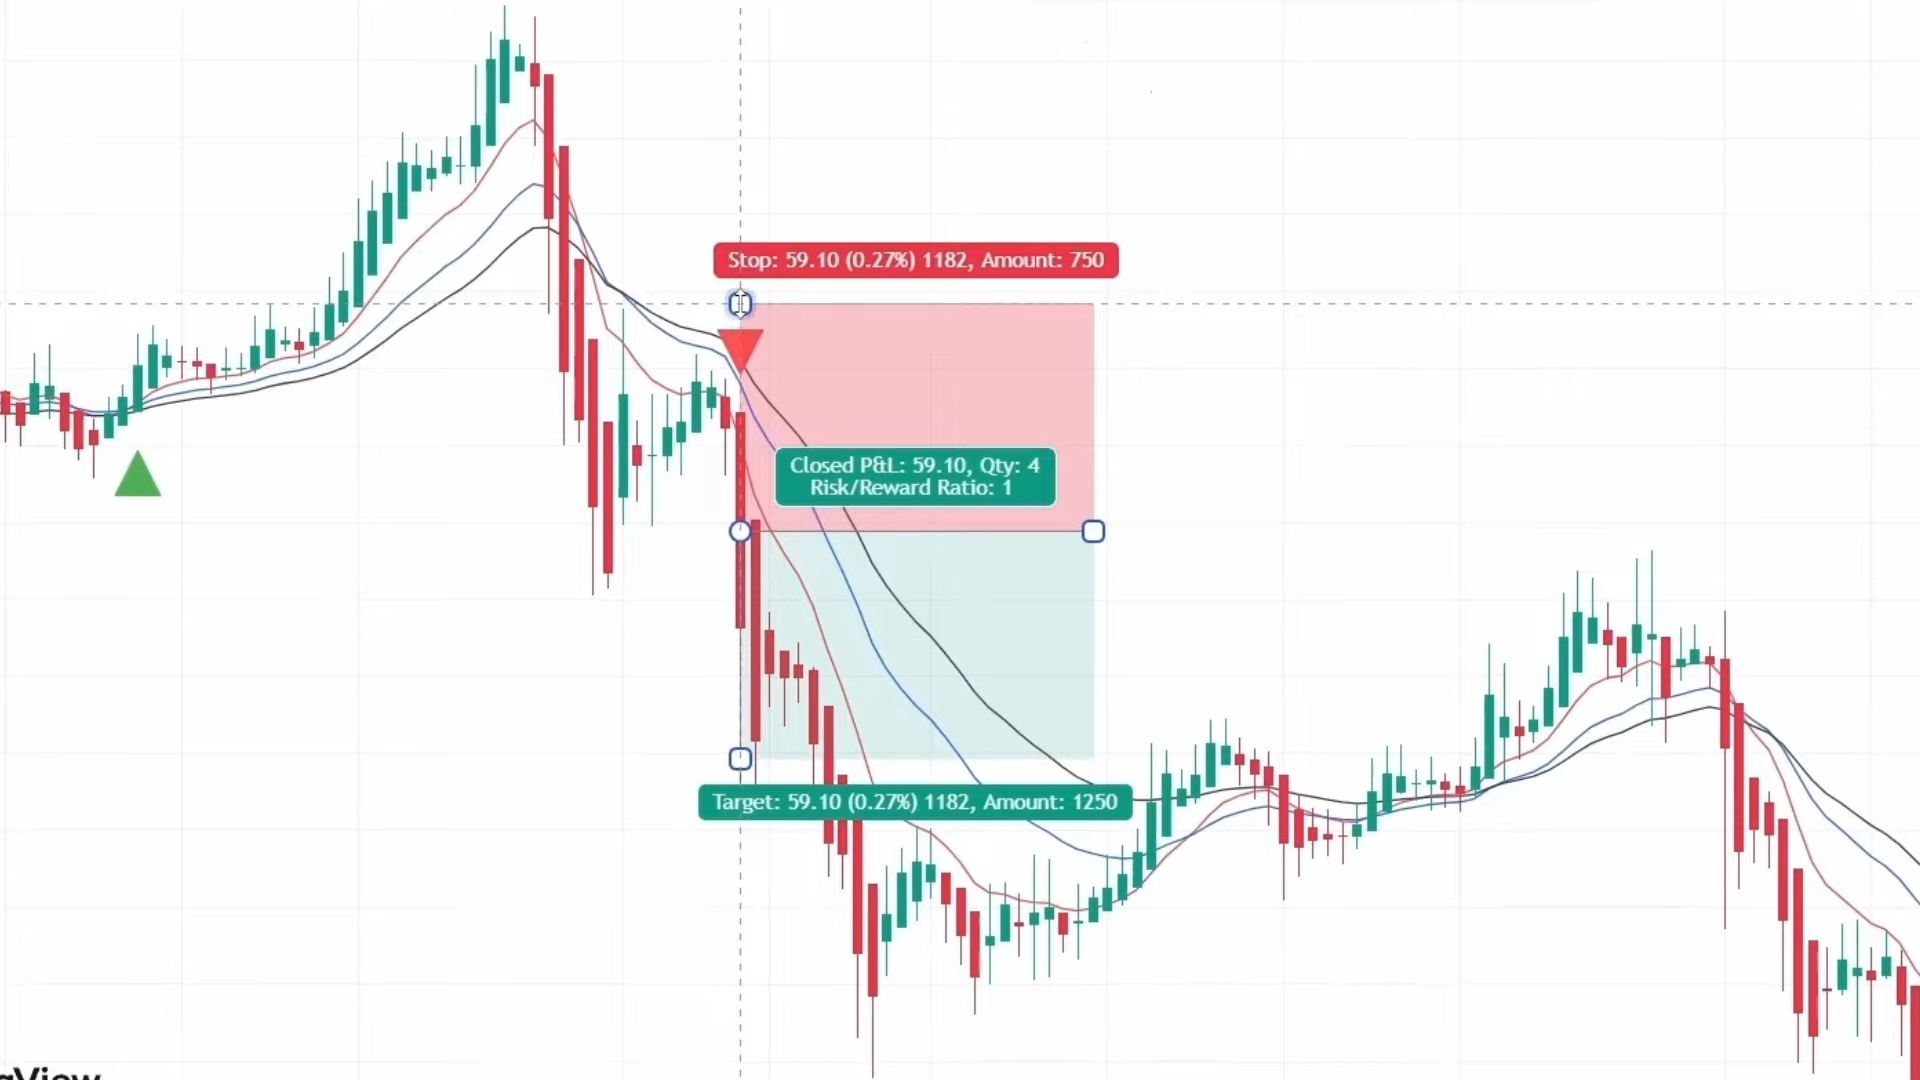 Stop: 59.10 (0.27%) 1182, Amount: 750
Closed P&L: 59.10, Qty: 4
Risk/Reward Ratio: 1
Target: 59.10 (0.27%) 1182, Amount: 1250
gView